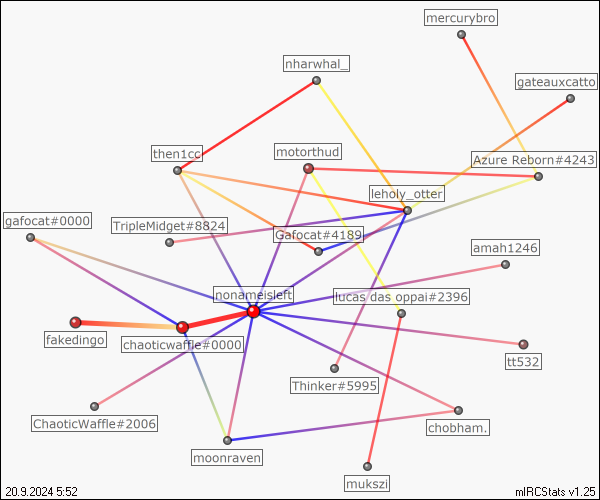 mercurybro
nharwhal_
gateauxcatto
then1cc
motorthud
Azure Reborn#4243
leholy_otter
gafocat#0000
TripleMidget#8824
Gafocat#4189
amah1246
nonameisleft
lucas das oppai#2396
fakedingo
chaoticwaffle#0000
tt532
Thinker#5995
ChaoticWaffle#2006
chobham.
moonraven
mukszi
20.9.2024 5:52
mIRCStats v1.25